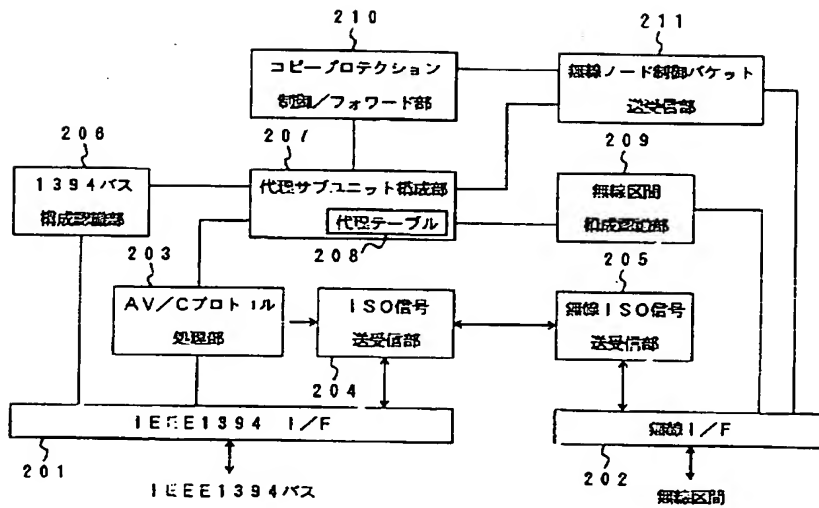 210
211
コピープロテクション
制御／フォワード部
無線ノード制御パケット
送受信部
206
207
209
1394バス
構成認識部
代理サブユニット構成部
代理テーブル
208
無線区間
構成認識部
203
205
AV／Cプロトコル
処理部
ISO信号
送受信部
無線ISO信号
送受信部
204
IEEE1394 I／F
無線I／F
201
202
IEEE1394バス
無線区間